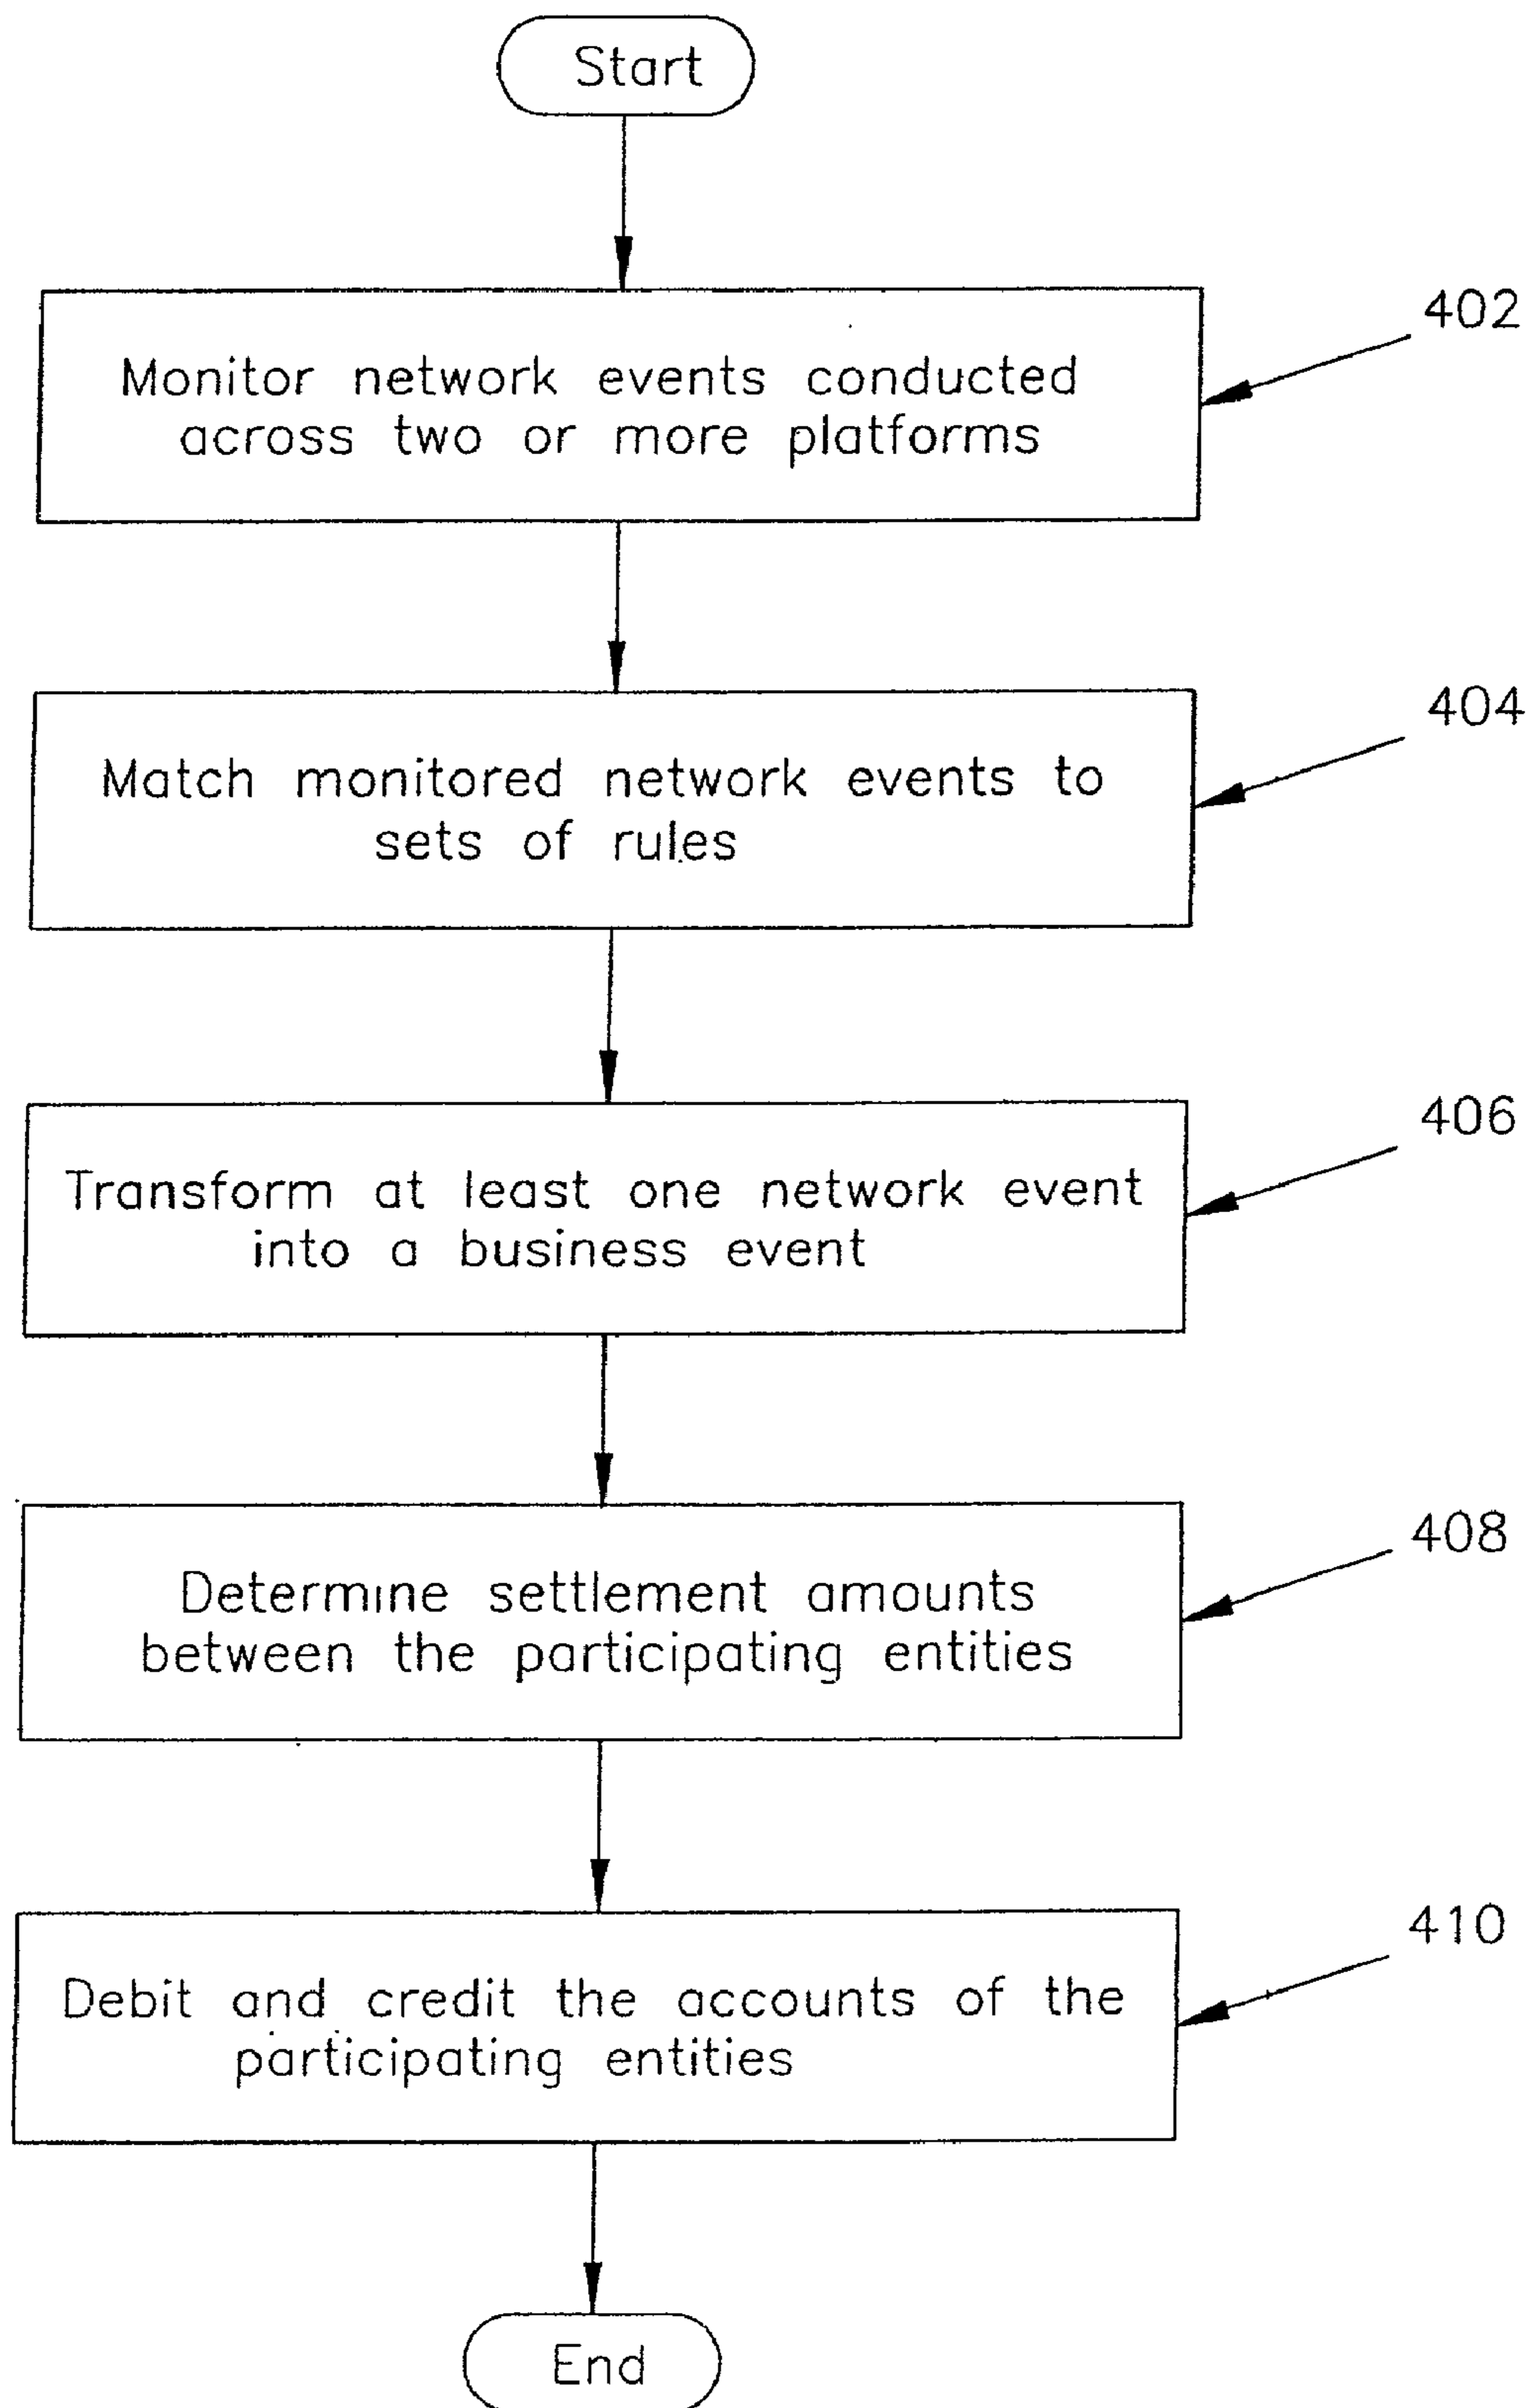 Start
Monitor network events conducted
across two or more platforms
402
Match monitored network events to
sets of rules
404
Transform at least one network event
into a business event
406
Determine settlement amounts
between the participating entities
408
Debit and credit the accounts of the
participating entities
410
End